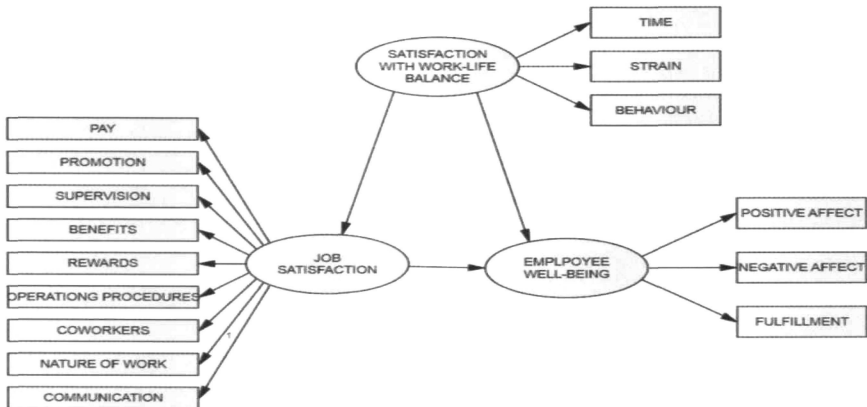 TIME
SATISFACTION
WITH WORK-LIFE
BALANCE
STRAIN
BEHAVIOUR
PAY
PROMOTION
SUPERVISION
BENEFITS
REWARDS
OPERATIONG PROCEDURES
COWORKERS
NATURE OF WORK
COMMUNICATION
JOB
SATISFACTION
EMPLPOYEE
WELL-BEING
POSITIVE AFFECT
NEGATIVE AFFECT
FULFILLMENT